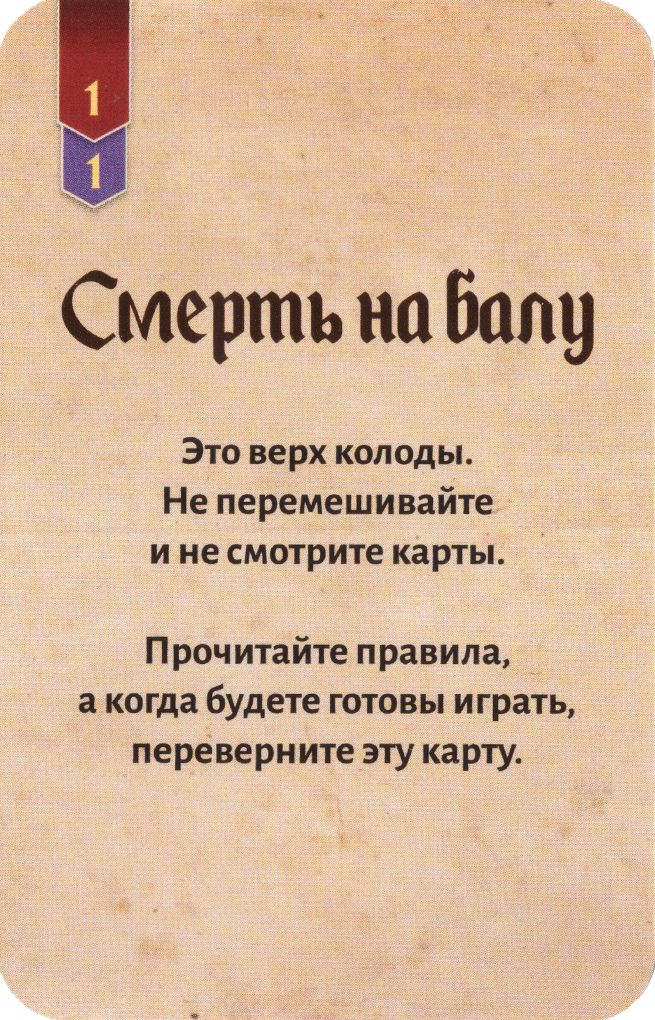 1
1
Смерть на балу
Это верх колоды.
Не перемешивайте
и не смотрите карты.
Прочитайте правила,
а когда будете готовы играть,
переверните эту карту.